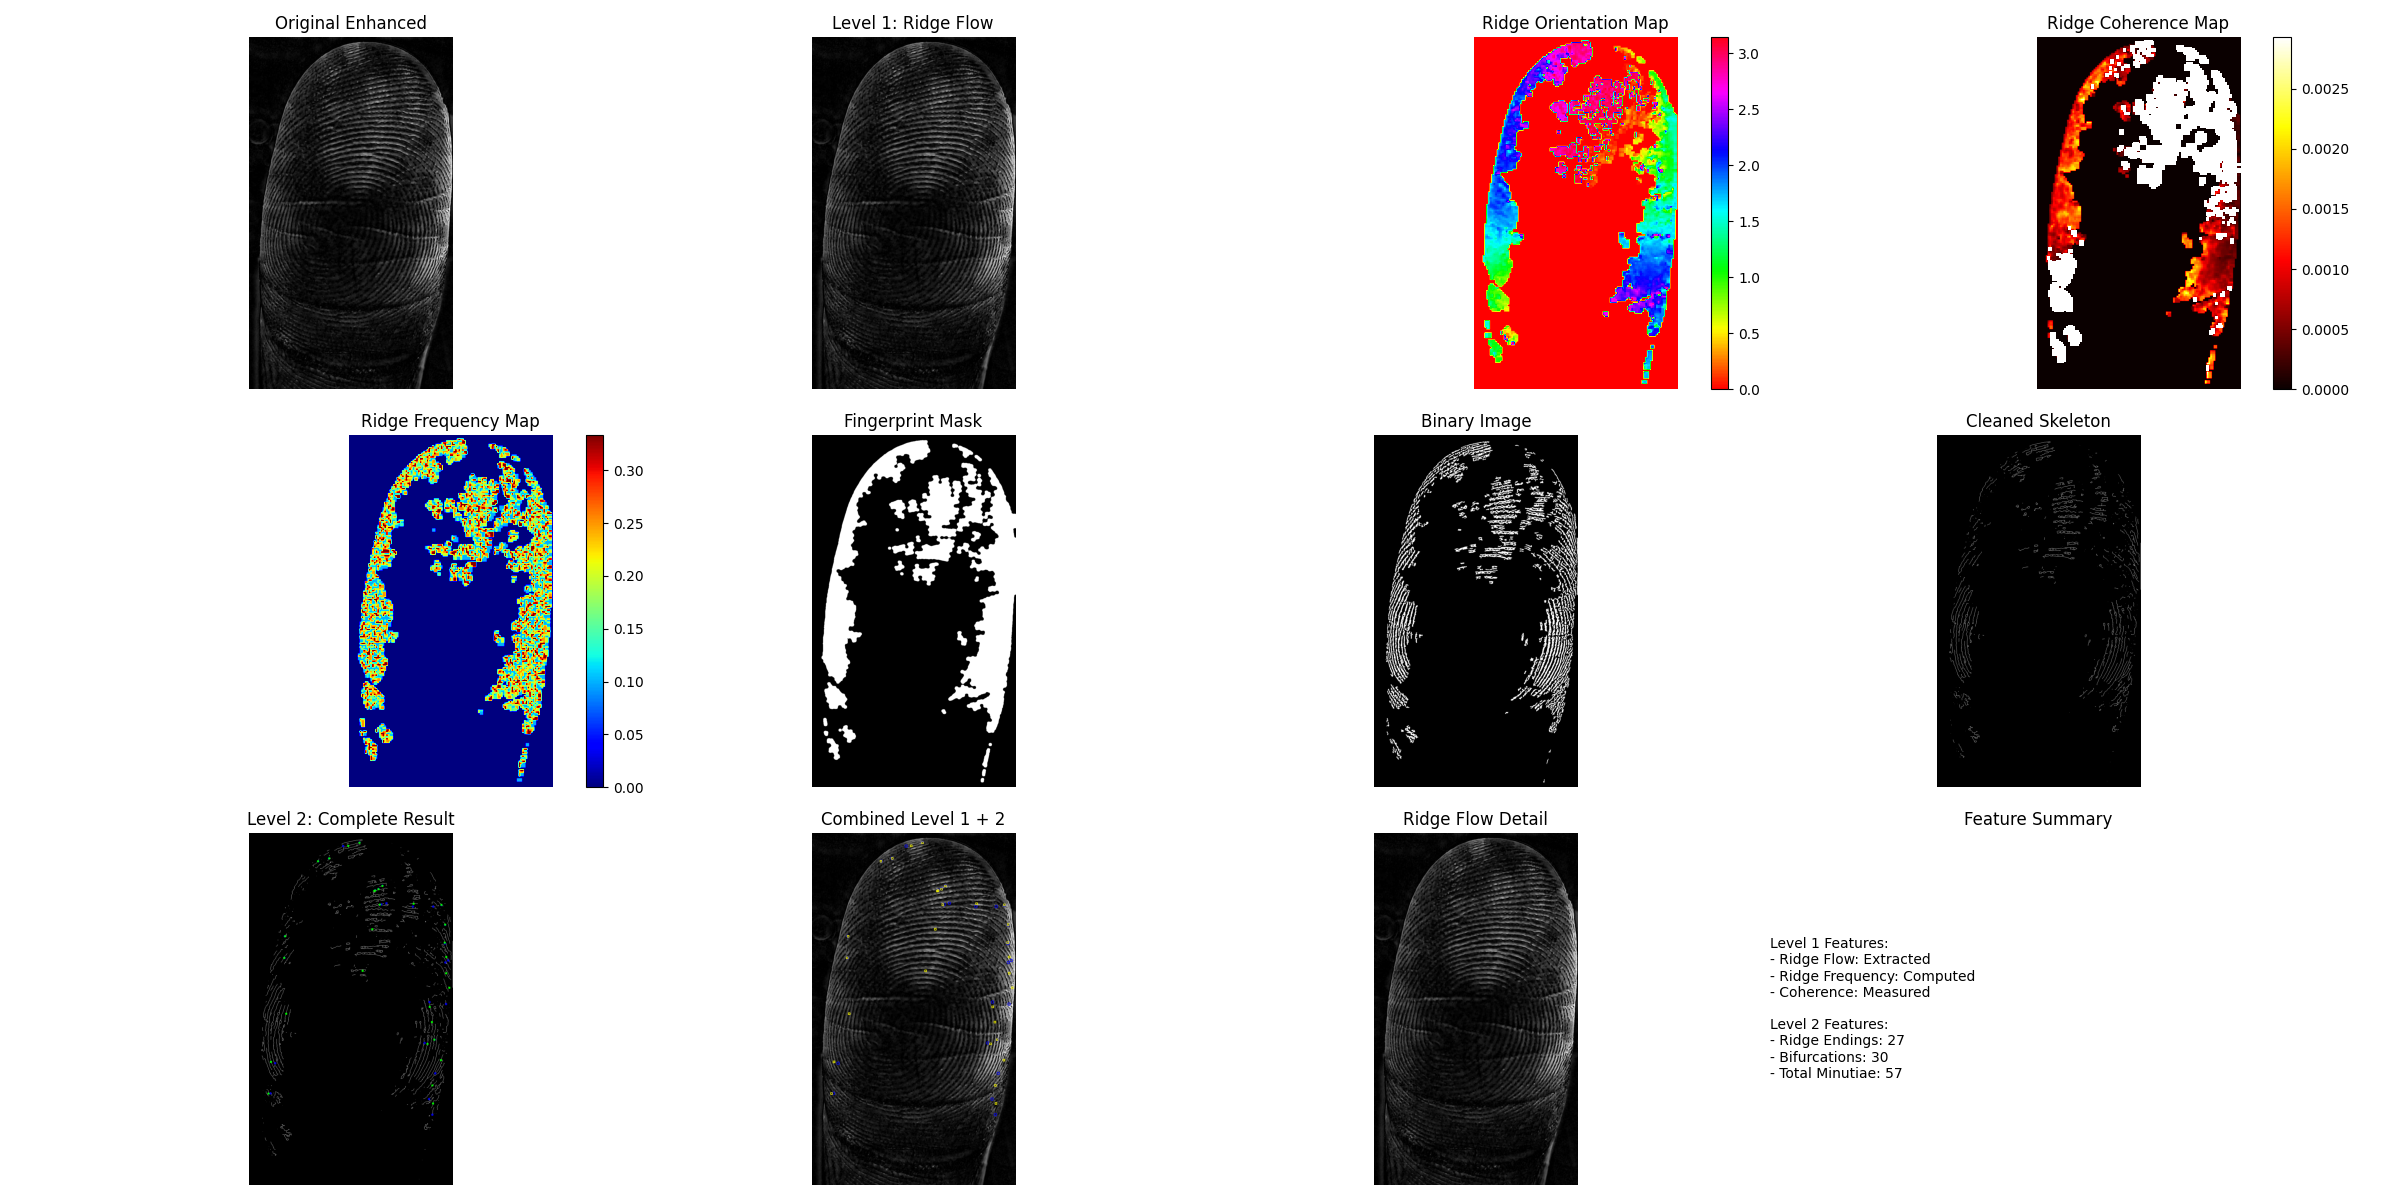 Original Enhanced
Level 1: Ridge Flow
Ridge Orientation Map
3.0
2.5
2.0
1.5
1.0
0.5
0.0
Ridge Coherence Map
0.0025
0.0020
0.0015
0.0010
0.0005
0.0000
Ridge Frequency Map
0.30
0.25
0.20
0.15
0.10
0.05
0.00
Fingerprint Mask
Binary Image
Cleaned Skeleton
Level 2: Complete Result
Combined Level 1 + 2
Ridge Flow Detail
Feature Summary
Level 1 Features:
- Ridge Flow: Extracted
- Ridge Frequency: Computed
- Coherence: Measured
Level 2 Features:
- Ridge Endings: 27
- Bifurcations: 30
- Total Minutiae: 57